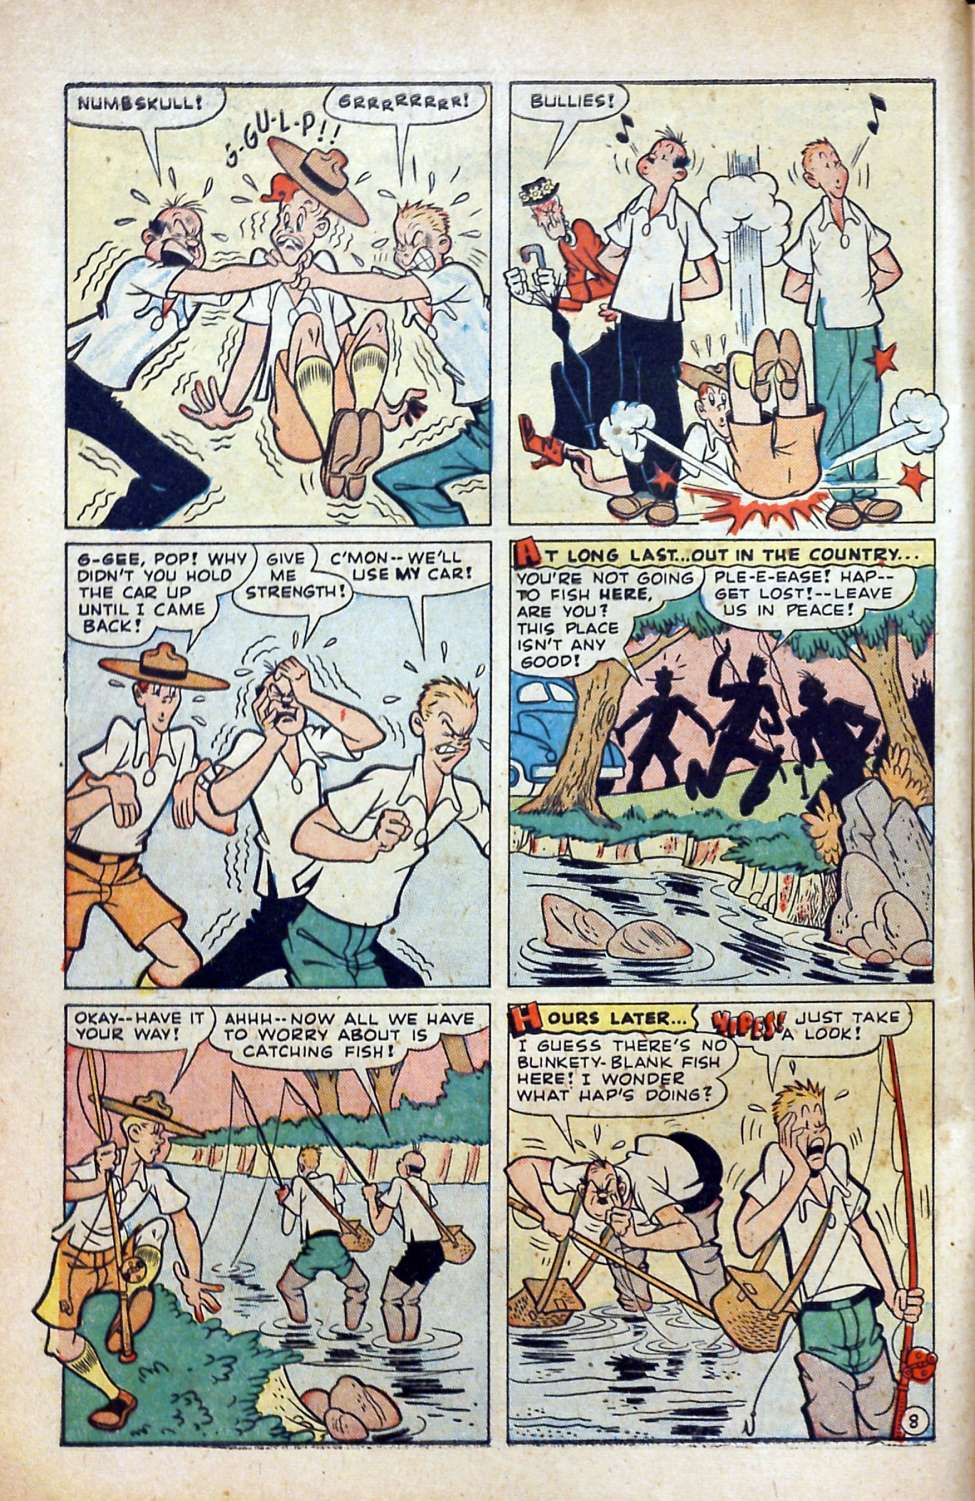 NUMBSKULL!
G-GU-L-P!!
GRRRRRRRR!
BULLIES!
G-GEE, POP! WHY
DIDN'T YOU HOLD
THE CAR UP
UNTIL I CAME
BACK!
GIVE
ME
STRENGTH!
C'MON--WE'LL
USE MY CAR!
AT LONG LAST...OUT IN THE COUNTRY...
YOU'RE NOT GOING
TO FISH HERE,
ARE YOU?
THIS PLACE
ISN'T ANY
GOOD!
PLE-E-EASE! HAP--
GET LOST!--LEAVE
US IN PEACE!
OKAY--HAVE IT
YOUR WAY!
AHHH--NOW ALL WE HAVE
TO WORRY ABOUT IS
CATCHING FISH!
HOURS LATER...
I GUESS THERE'S NO
BLINKETY-BLANK FISH
HERE! I WONDER
WHAT HAP'S DOING?
YIPES! JUST TAKE
A LOOK!
8